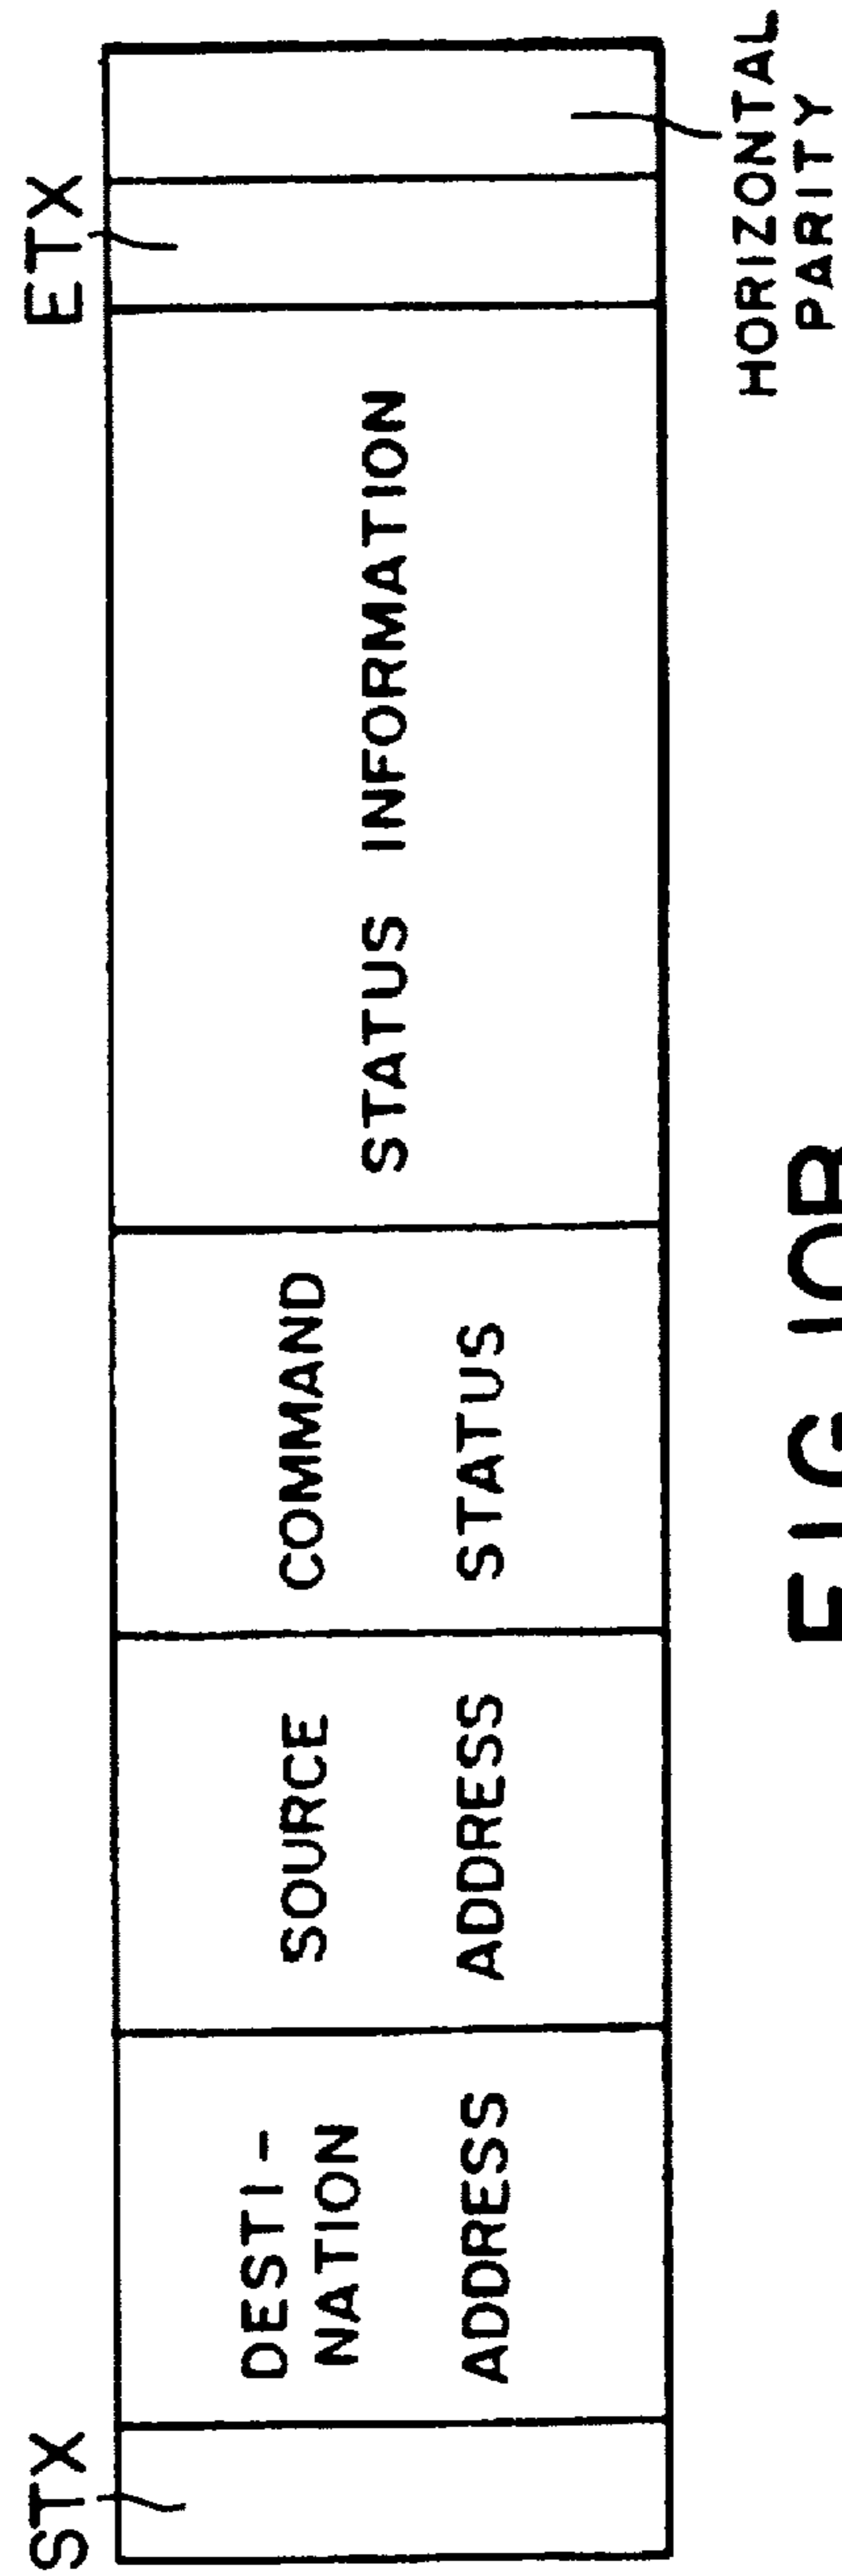 STX
ETX
DESTI-
NATION
ADDRESS
SOURCE
ADDRESS
COMMAND
STATUS
STATUS INFORMATION
HORIZONTAL
PARITY
FIG. 10B